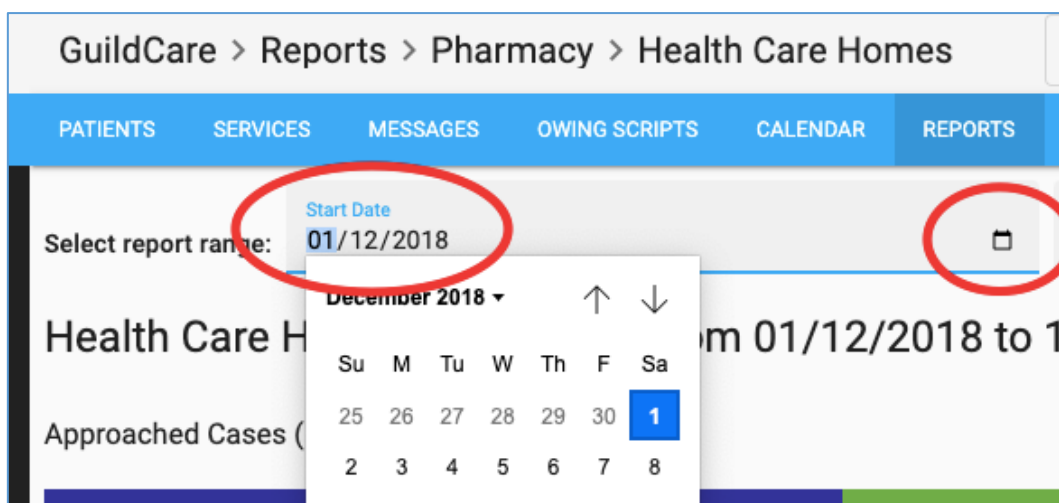 GuildCare > Reports > Pharmacy > Health Care Homes
PATIENTS SERVICES MESSAGES OWING SCRIPTS CALENDAR REPORTS
Start Date
Select report range: 01/12/2018
December 2018
Health Care H om 01/12/2018 to 1
Su M Tu W Th F Sa
25 26 27 28 29 30 1
Approached Cases (
2 3 4 5 6 7 8